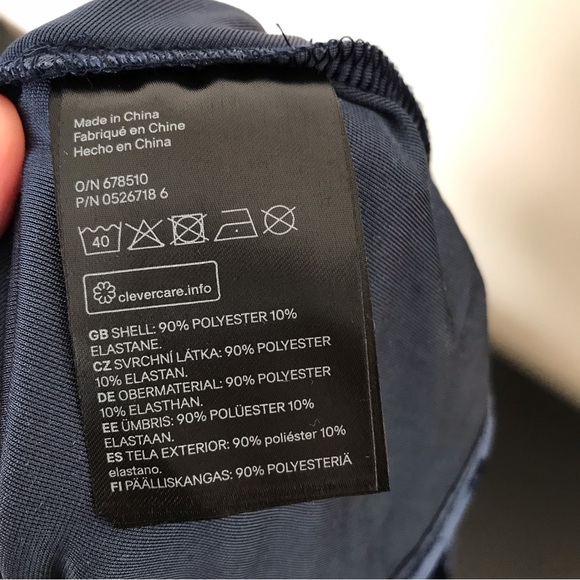 Made in China
Fabriqué en Chine
Hecho en China
O/N 678510
P/N 0526718 6
40
clevercare.info
GB SHELL: 90% POLYESTER 10%
ELASTANE.
CZ SVRCHNÍ LÁTKA: 90% POLYESTER
10% ELASTAN.
DE OBERMATERIAL: 90% POLYESTER
10% ELASTHAN.
EE ÜMBRIS: 90% POLÜESTER 10%
ELASTAAN.
ES TELA EXTERIOR: 90% poliéster 10%
elastano.
FI PÄÄLLISKANGAS: 90% POLYESTERIÄ